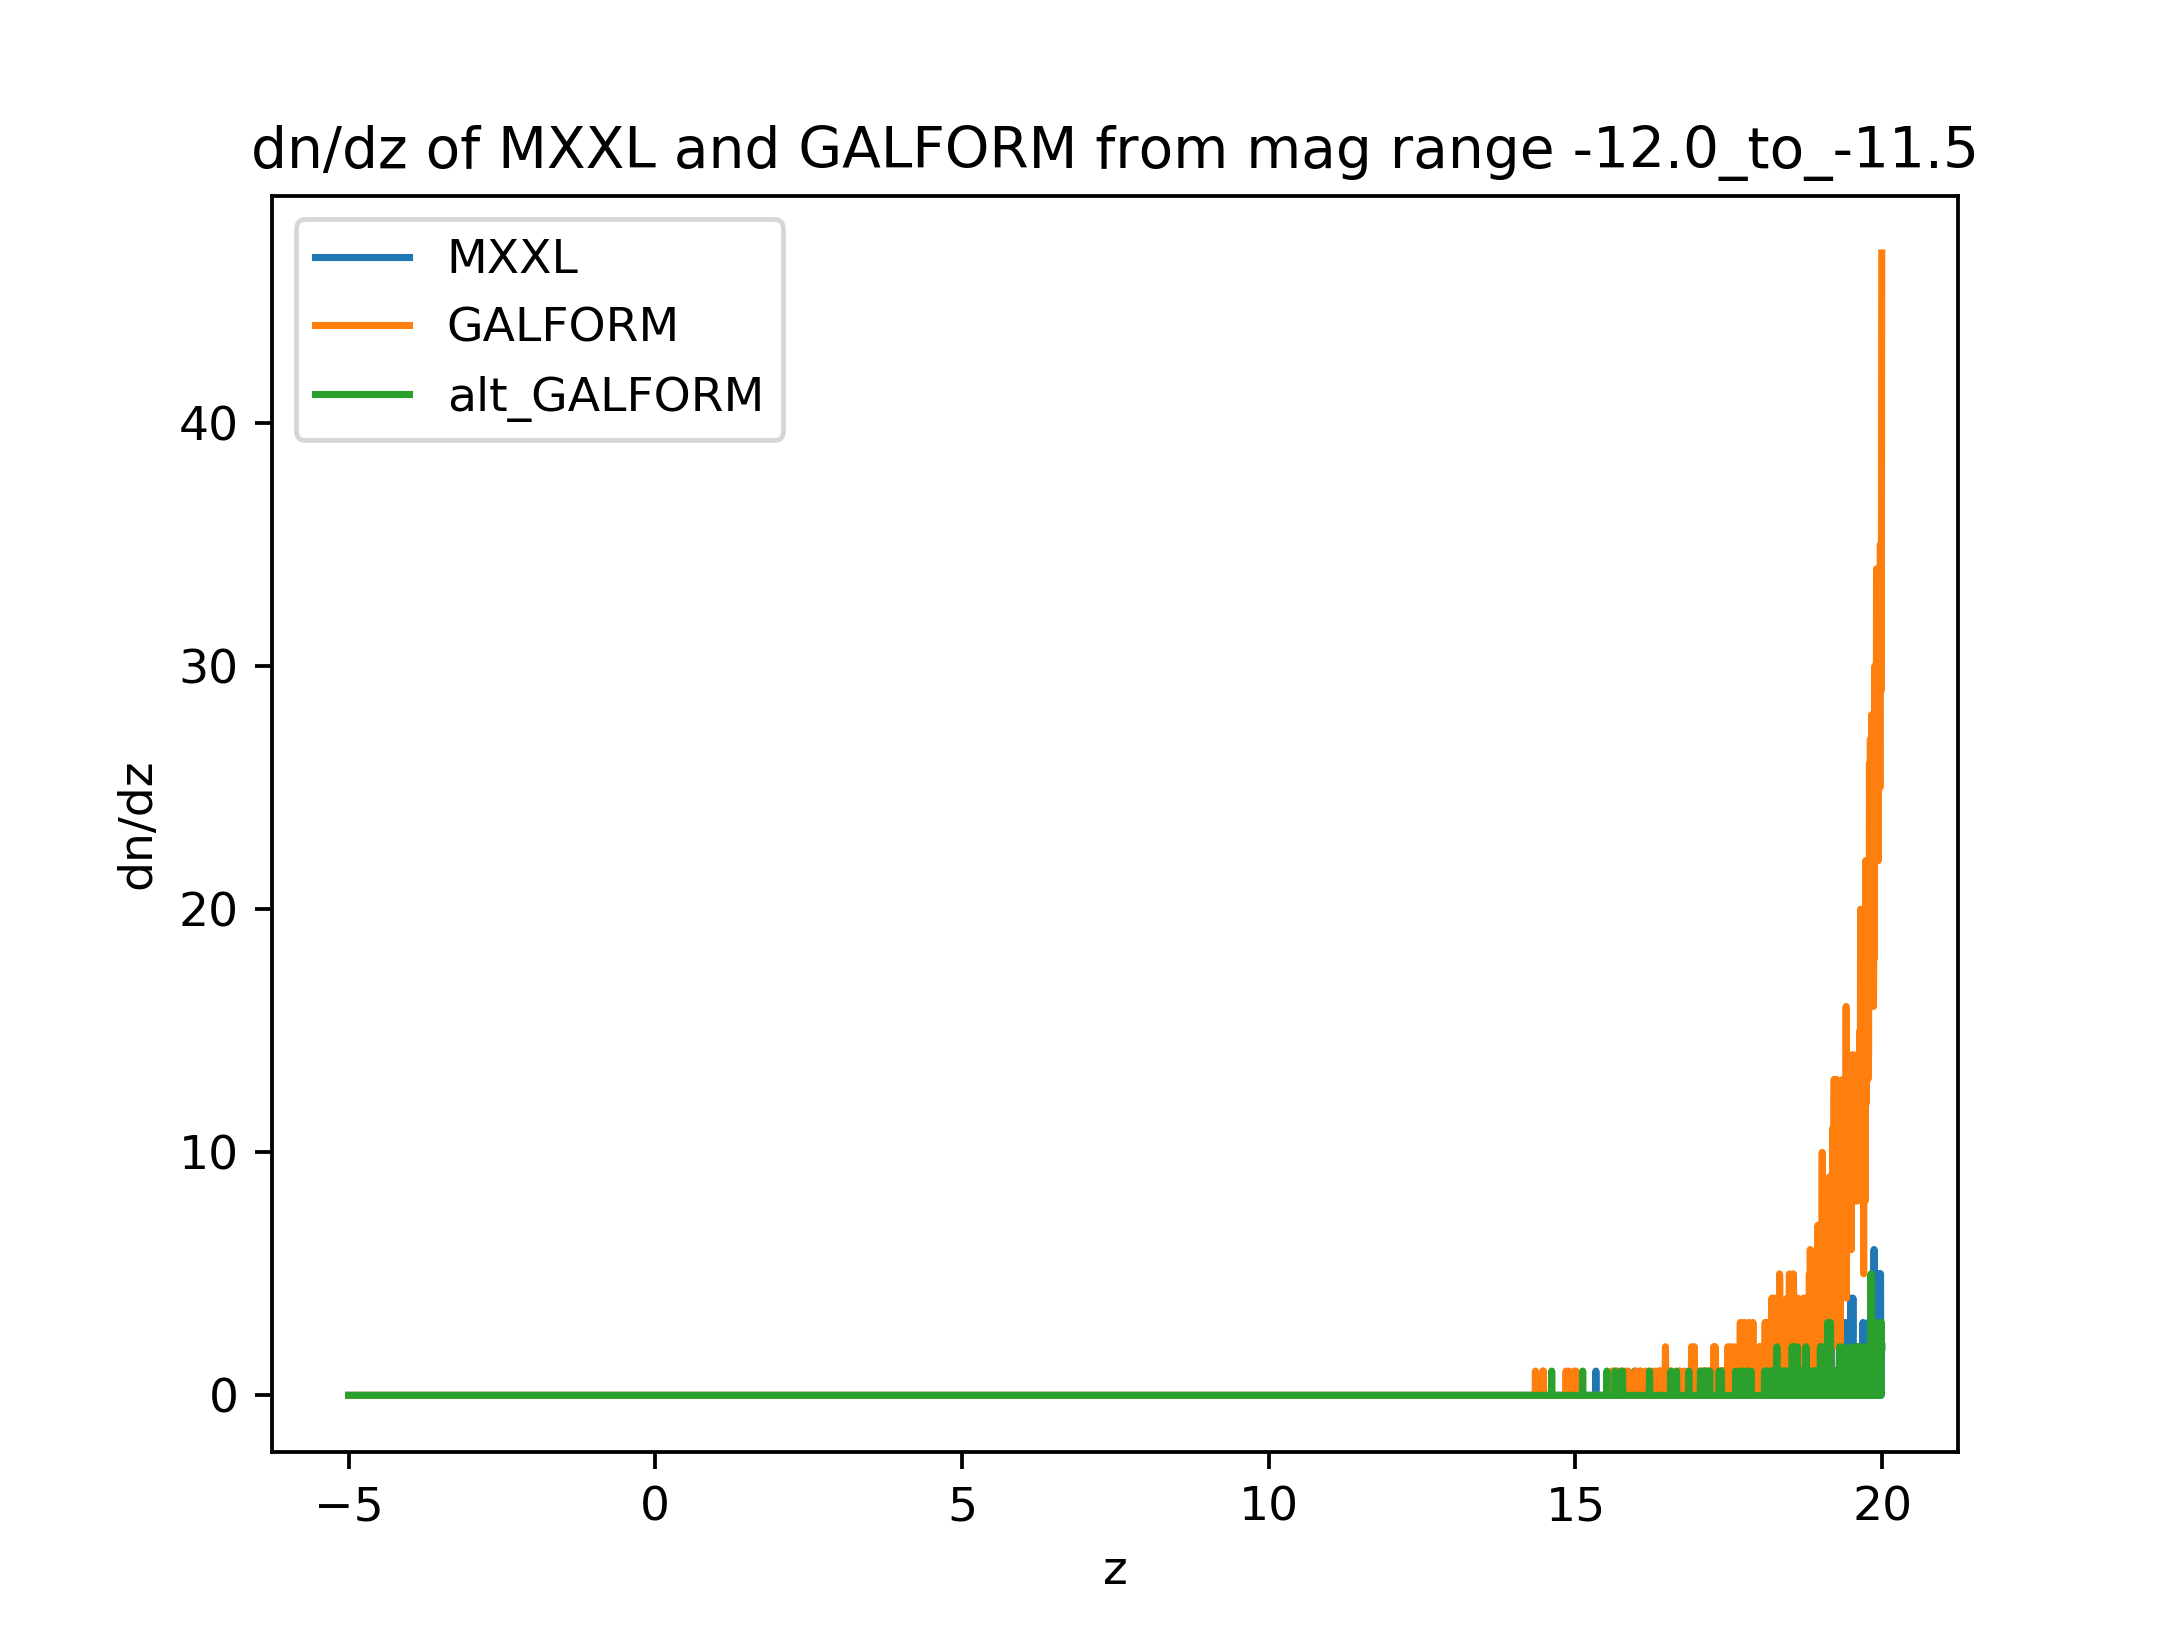 dn/dz of MXXL and GALFORM from mag range -12.0_to_-11.5
MXXL
GALFORM
alt_GALFORM
40
30
20
10
0
dn/dz
−5 0 5 10 15 20
z